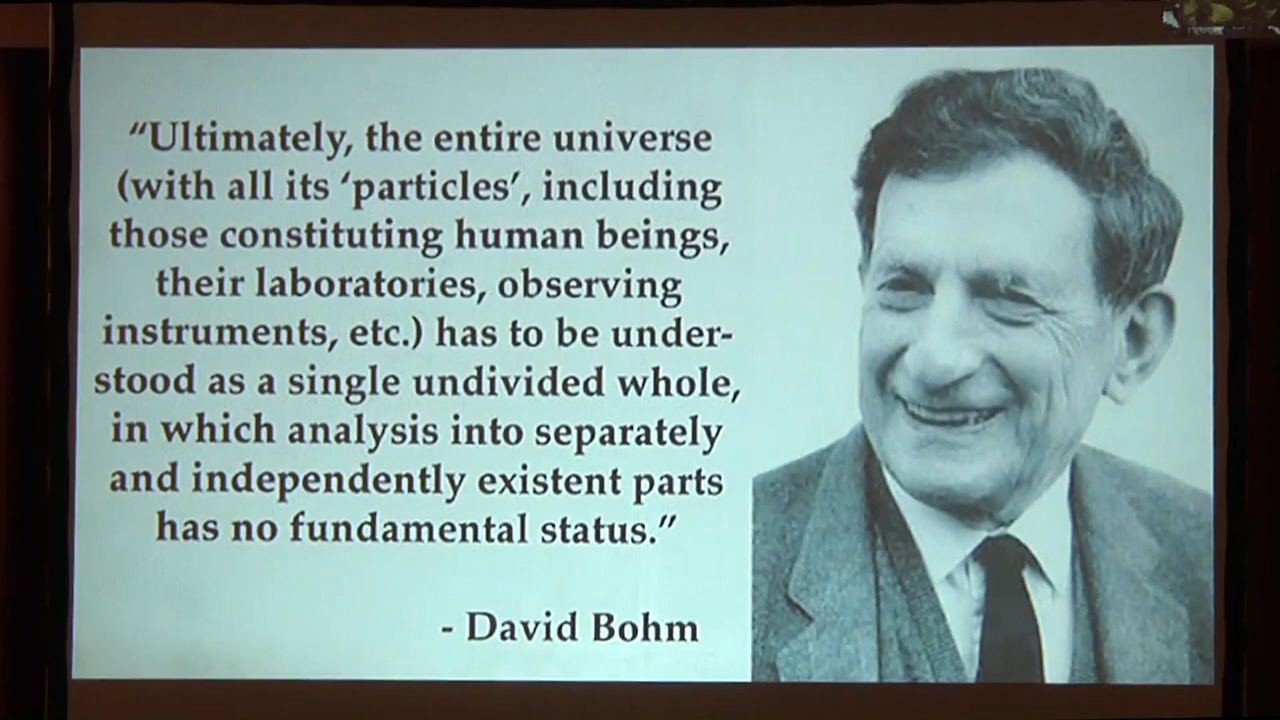 “Ultimately, the entire universe
(with all its ‘particles’, including
those constituting human beings,
their laboratories, observing
instruments, etc.) has to be under-
stood as a single undivided whole,
in which analysis into separately
and independently existent parts
has no fundamental status.”
- David Bohm